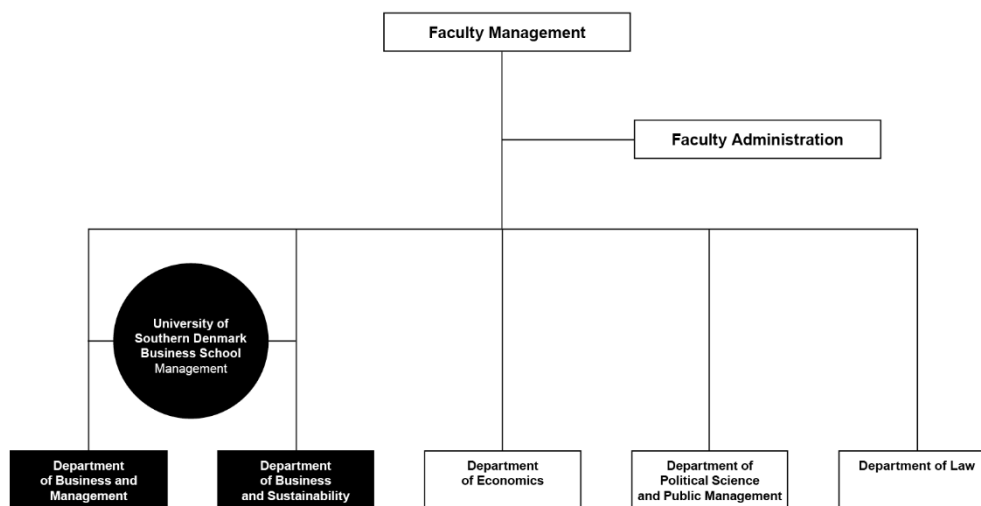 Faculty Management
Faculty Administration
University of
Southern Denmark
Business School
Management
Department
of Business and
Management
Department
of Business
and Sustainability
Department
of Economics
Department of
Political Science
and Public Management
Department of Law